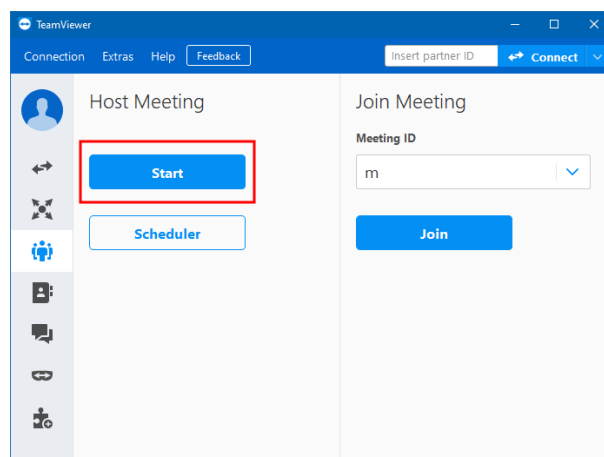 TeamViewer
Connection Extras Help Feedback Insert partner ID Connect
Host Meeting
Start
Scheduler
Join Meeting
Meeting ID
m
Join